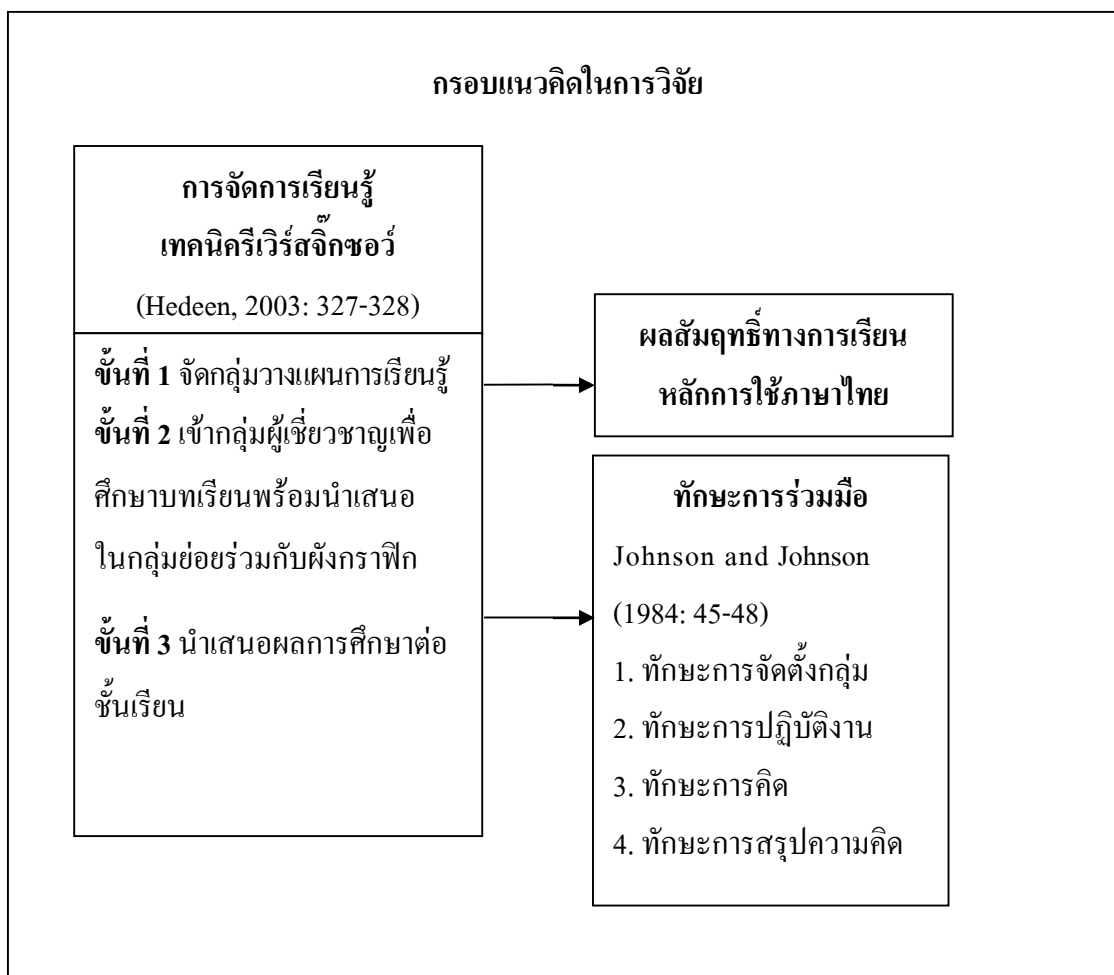 กรอบแนวคิดในการวิจัย
การจัดการเรียนรู้
เทคนิครีเวิร์สจิ๊กซอว์
(Hedeen, 2003: 327-328)
ขั้นที่ 1 จัดกลุ่มวางแผนการเรียนรู้
ขั้นที่ 2 เข้ากลุ่มผู้เชี่ยวชาญเพื่อ
ศึกษาบทเรียนพร้อมนำเสนอ
ในกลุ่มย่อยร่วมกับผังกราฟิก
ขั้นที่ 3 นำเสนอผลการศึกษาต่อ
ชั้นเรียน
ผลสัมฤทธิ์ทางการเรียน
หลักการใช้ภาษาไทย
ทักษะการร่วมมือ
Johnson and Johnson
(1984: 45-48)
1. ทักษะการจัดตั้งกลุ่ม
2. ทักษะการปฏิบัติงาน
3. ทักษะการคิด
4. ทักษะการสรุปความคิด